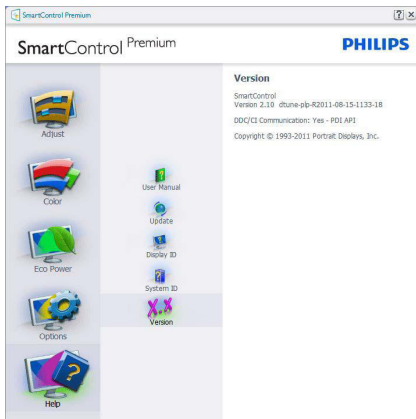 SmartControl Premium
SmartControl Premium
PHILIPS
Adjust
Color
Eco Power
Options
Help
User Manual
Update
Display ID
System ID
X.X
Version
Version
SmartControl
Version 2.10 dtune-plp-R2011-08-15-1133-18
DDC/CI Communication: Yes - PDI API
Copyright © 1993-2011 Portrait Displays, Inc.